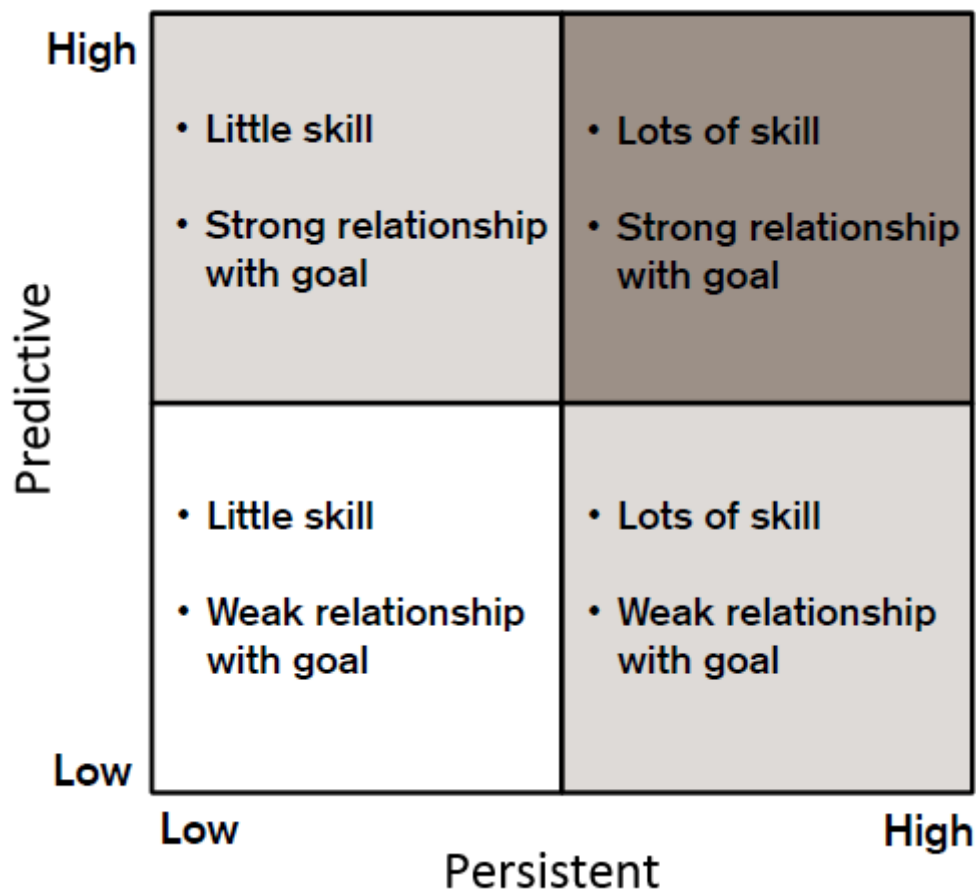 High
• Little skill
• Strong relationship
with goal
• Lots of skill
• Strong relationship
with goal
Predictive
• Little skill
• Weak relationship
with goal
• Lots of skill
• Weak relationship
with goal
Low
Low
High
Persistent